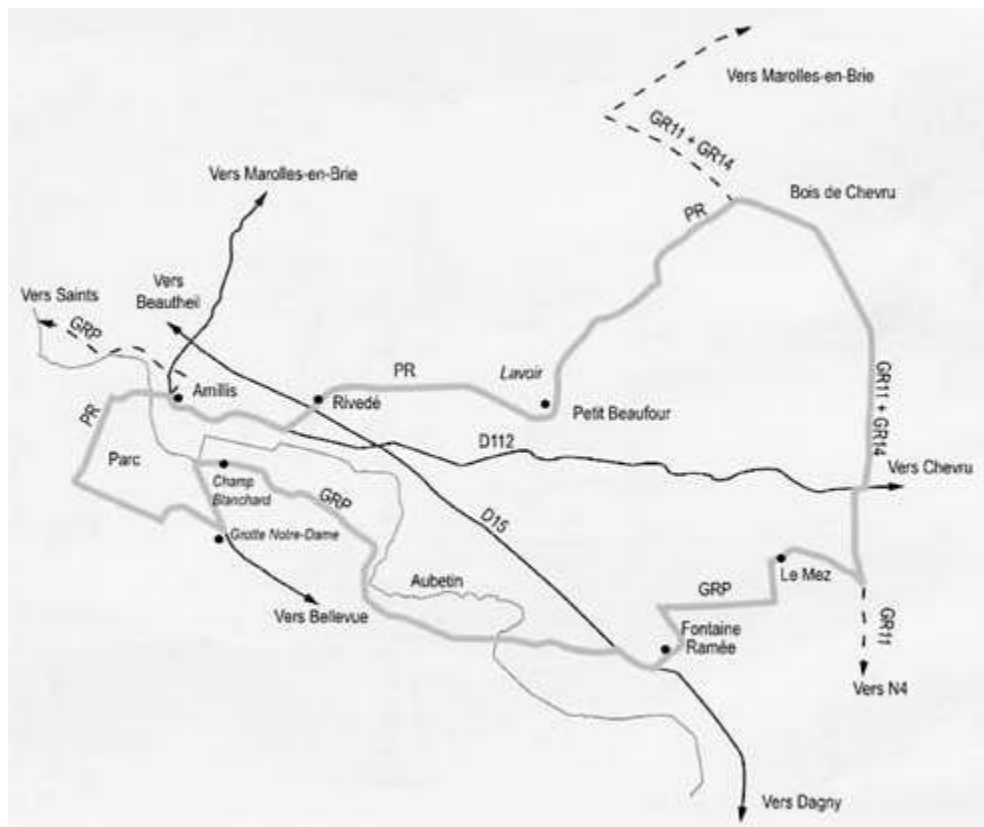 Vers Marolles-en-Brie
GR11 + GR14
Vers Marolles-en-Brie
Bois de Chevru
PR
Vers
Beautheil
Vers Saints
GRP
PR
Lavoir
Amillis
Rivedé
Petit Beaufour
PR
GR11 + GR14
D112
Parc
Vers Chevru
Champ
Blanchard
GRP
D15
Grotte Notre-Dame
Aubetin
Le Mez
GRP
Vers Bellevue
GR11
Fontaine
Ramée
Vers N4
Vers Dagny